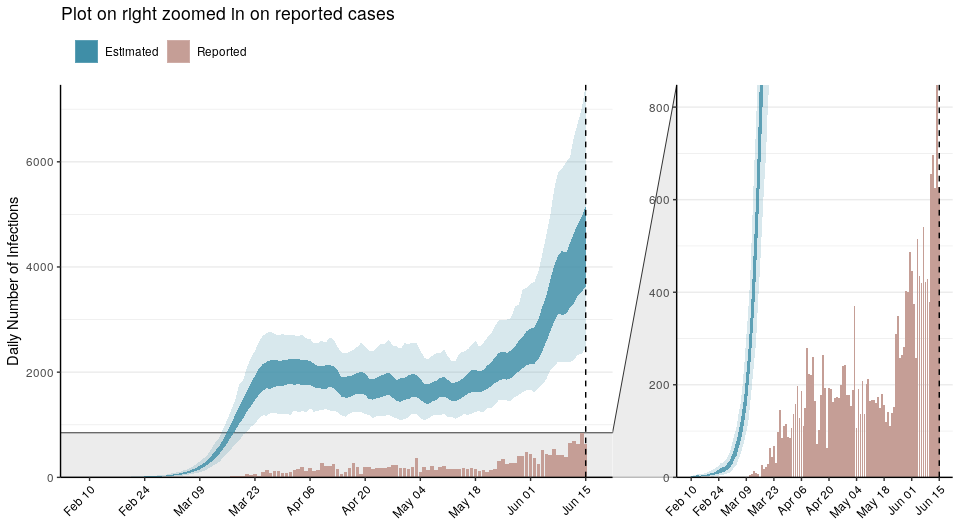 Plot on right zoomed in on reported cases
Estimated Reported
Daily Number of Infections
6000
4000
2000
0
Feb 10 Feb 24 Mar 09 Mar 23 Apr 06 Apr 20 May 04 May 18 Jun 01 Jun 15
800
600
400
200
0
Feb 10 Feb 24 Mar 09 Mar 23 Apr 06 Apr 20 May 04 May 18 Jun 01 Jun 15